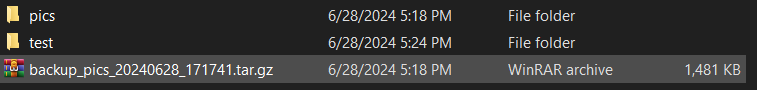 pics 6/28/2024 5:18 PM File folder
test 6/28/2024 5:24 PM File folder
backup_pics_20240628_171741.tar.gz 6/28/2024 5:18 PM WinRAR archive 1,481 KB